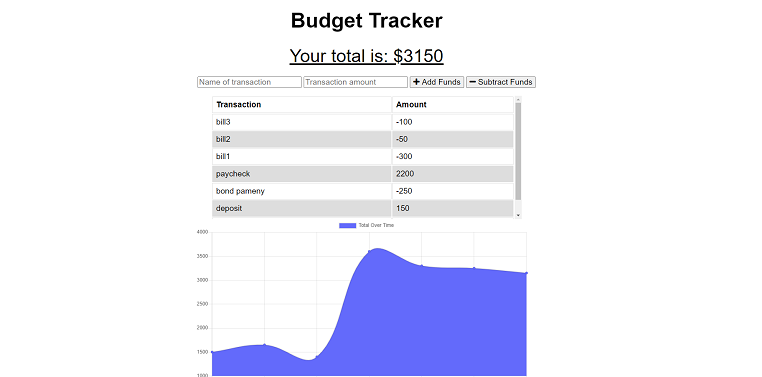 Budget Tracker
Your total is: $3150
Name of transaction Transaction amount + Add Funds − Subtract Funds
Transaction Amount
bill3 -100
bill2 -50
bill1 -300
paycheck 2200
bond pameny -250
deposit 150
Total Over Time
4000
3500
3000
2500
2000
1500
1000